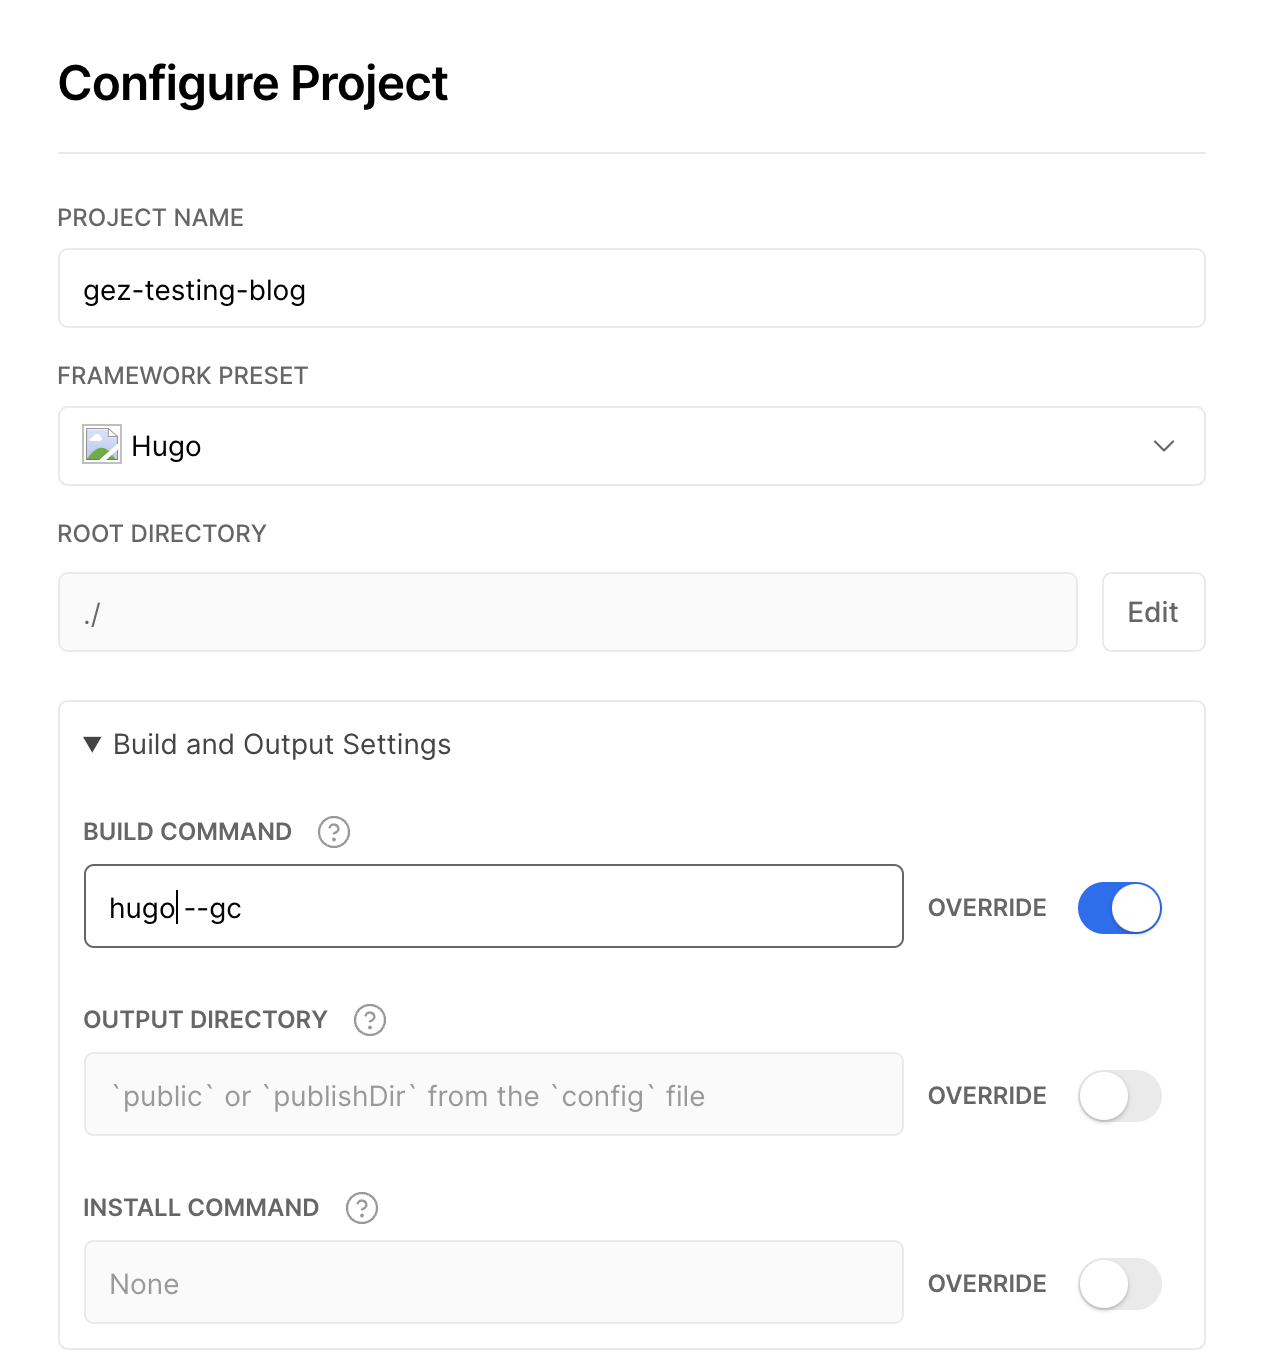 Configure Project
PROJECT NAME
gez-testing-blog
FRAMEWORK PRESET
Hugo
ROOT DIRECTORY
./
Edit
Build and Output Settings
BUILD COMMAND ?
hugo --gc
OVERRIDE
OUTPUT DIRECTORY ?
`public` or `publishDir` from the `config` file
OVERRIDE
INSTALL COMMAND ?
None
OVERRIDE